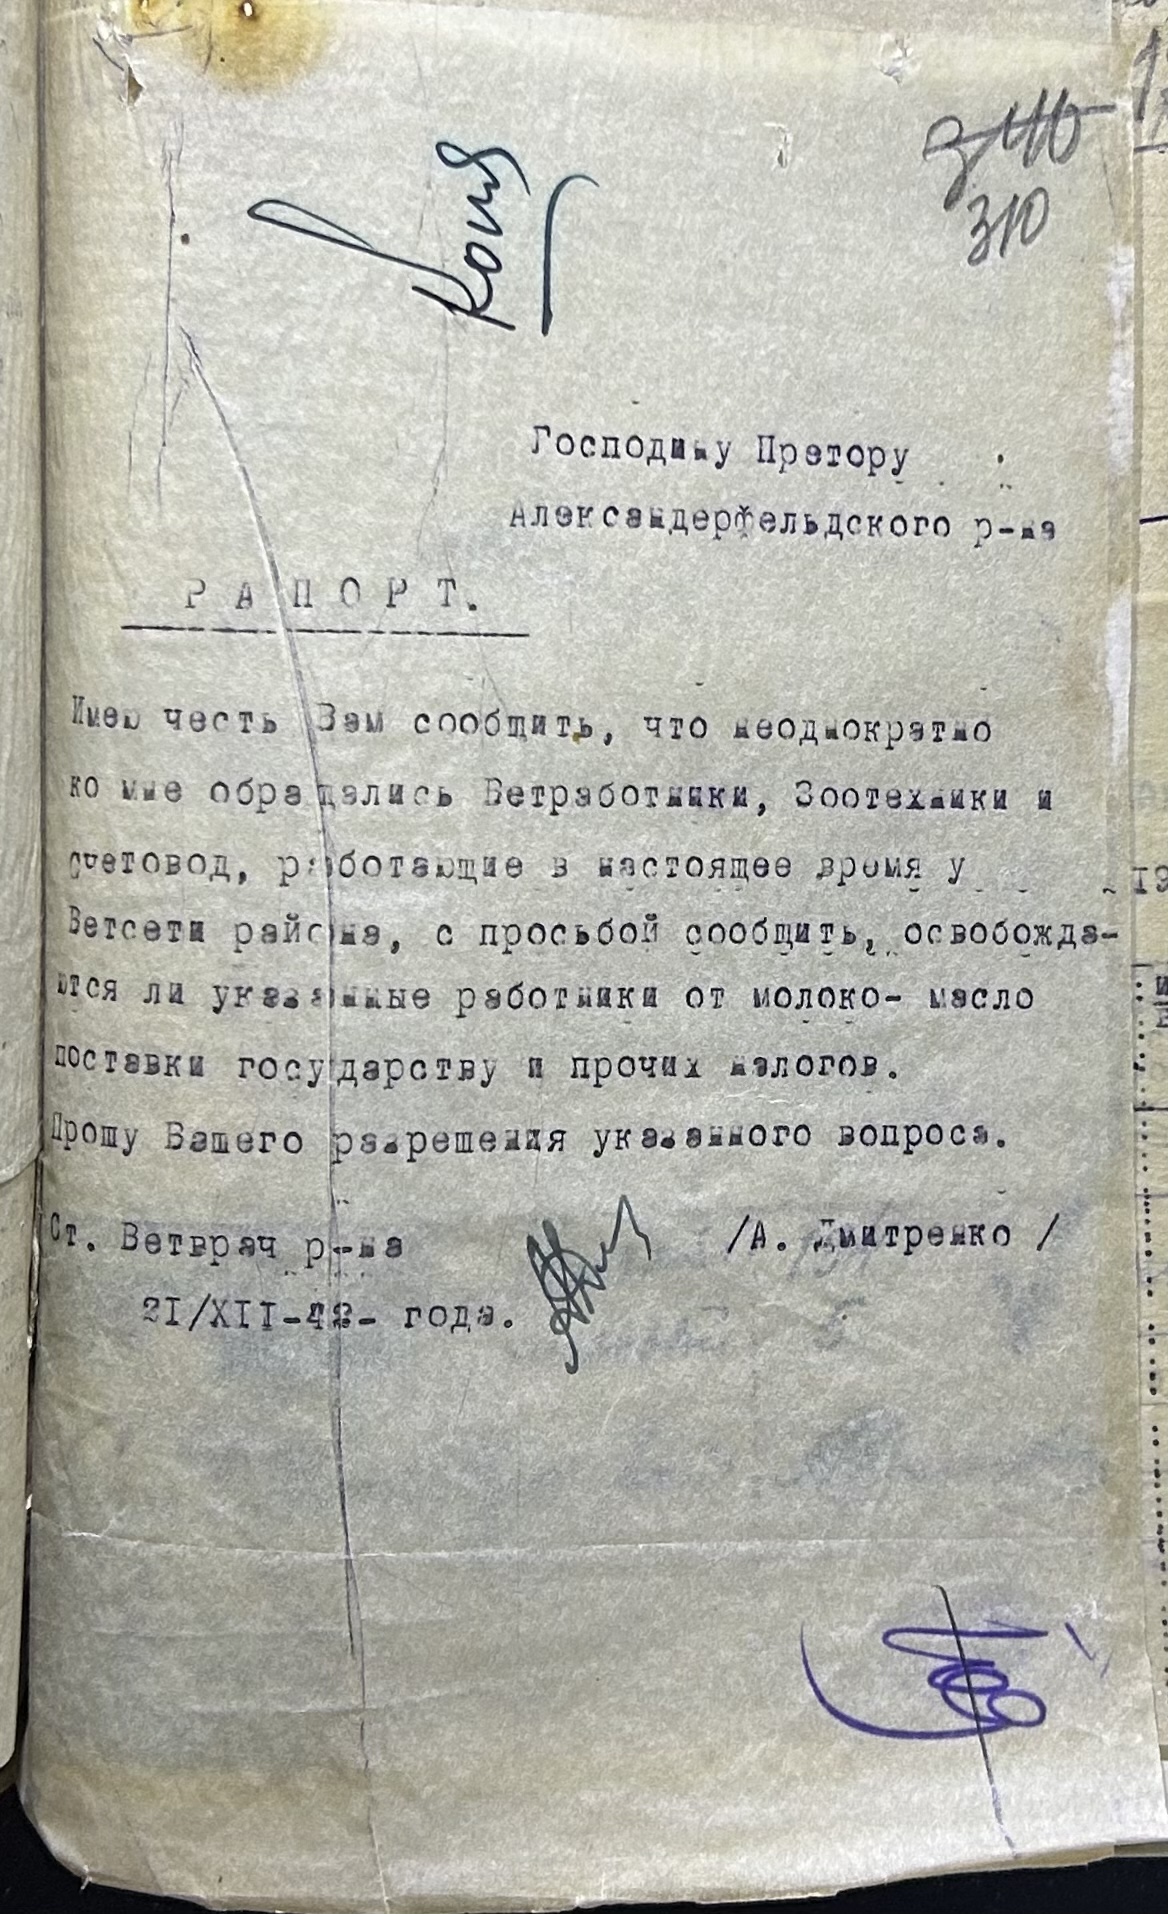 Копия
310
Господину Претору
Александерфельдского р-на
РАПОРТ.
Имею честь Вам сообщить, что неоднократно
ко мне обращались Ветработники, Зоотехники и
счетовод, работающие в настоящее время у
Ветсети района, с просьбой сообщить, освобожда-
ются ли указанные работники от молоко- масло
поставки государству и прочих налогов.
Прошу Вашего разрешения указанного вопроса.
Ст. Ветврач р-на /А. Дмитренко /
21/XII-42- года.